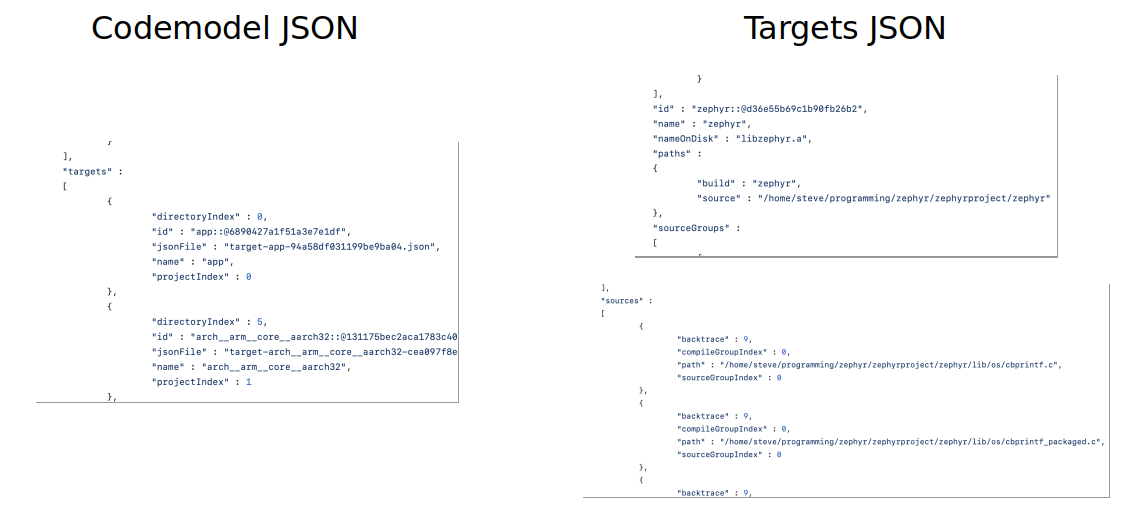 Codemodel JSON
}
],
"targets" :
[
{
"directoryIndex" : 0,
"id" : "app::@6890427a1f51a3e7e1df",
"jsonFile" : "target-app-94a58df031199be9ba04.json",
"name" : "app",
"projectIndex" : 0
},
{
"directoryIndex" : 5,
"id" : "arch__arm__core__aarch32::@131175bec2aca1783c40
"jsonFile" : "target-arch__arm__core__aarch32-cea097f8e
"name" : "arch__arm__core__aarch32",
"projectIndex" : 1
},
Targets JSON
}
],
"id" : "zephyr::@d36e55b69c1b90fb26b2",
"name" : "zephyr",
"nameOnDisk" : "libzephyr.a",
"paths" :
{
"build" : "zephyr",
"source" : "/home/steve/programming/zephyr/zephyrproject/zephyr"
},
"sourceGroups" :
[
{
],
"sources" :
[
{
"backtrace" : 9,
"compileGroupIndex" : 0,
"path" : "/home/steve/programming/zephyr/zephyrproject/zephyr/lib/os/cbprintf.c",
"sourceGroupIndex" : 0
},
{
"backtrace" : 9,
"compileGroupIndex" : 0,
"path" : "/home/steve/programming/zephyr/zephyrproject/zephyr/lib/os/cbprintf_packaged.c",
"sourceGroupIndex" : 0
},
{
"backtrace" : 9,